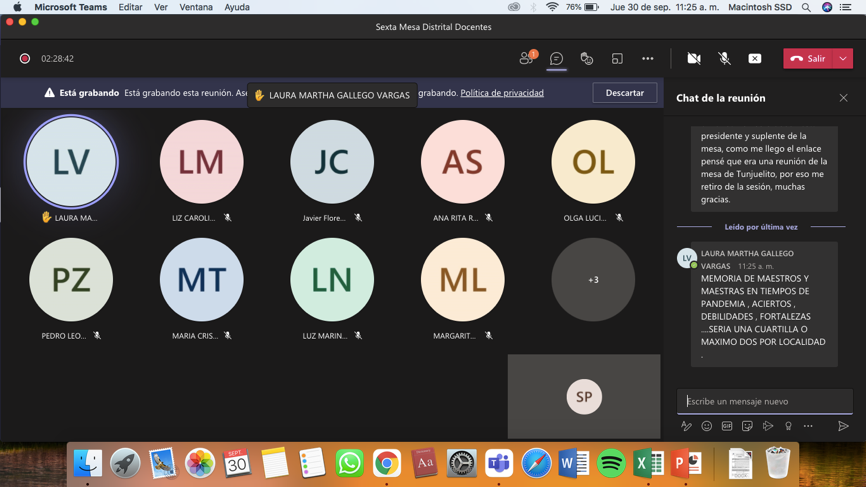 Microsoft Teams Editar Ver Ventana Ayuda 76% Jue 30 de sep. 11:25 a. m. Macintosh SSD
Sexta Mesa Distrital Docentes
02:28:42
1
Salir
Está grabando Está grabando esta reunión. Ase
LAURA MARTHA GALLEGO VARGAS
grabando. Política de privacidad
Descartar
LV
LAURA MA...
LM
LIZ CAROLI...
JC
Javier Flore...
AS
ANA RITA R...
OL
OLGA LUCI...
PZ
PEDRO LEO...
MT
MARIA CRIS...
LN
LUZ MARIN...
ML
MARGARIT...
+3
SP
Chat de la reunión
presidente y suplente de la
mesa, como me llego el enlace
pensé que era una reunión de la
mesa de Tunjuelito, por eso me
retiro de la sesión, muchas
gracias.
Leído por última vez
LV
LAURA MARTHA GALLEGO
VARGAS 11:25 a. m.
MEMORIA DE MAESTROS Y
MAESTRAS EN TIEMPOS DE
PANDEMIA , ACIERTOS ,
DEBILIDADES , FORTALEZAS
....SERIA UNA CUARTILLA O
MAXIMO DOS POR LOCALIDAD
.
Escribe un mensaje nuevo
GIF
SEPT.
30
Aa
T
W
X
P